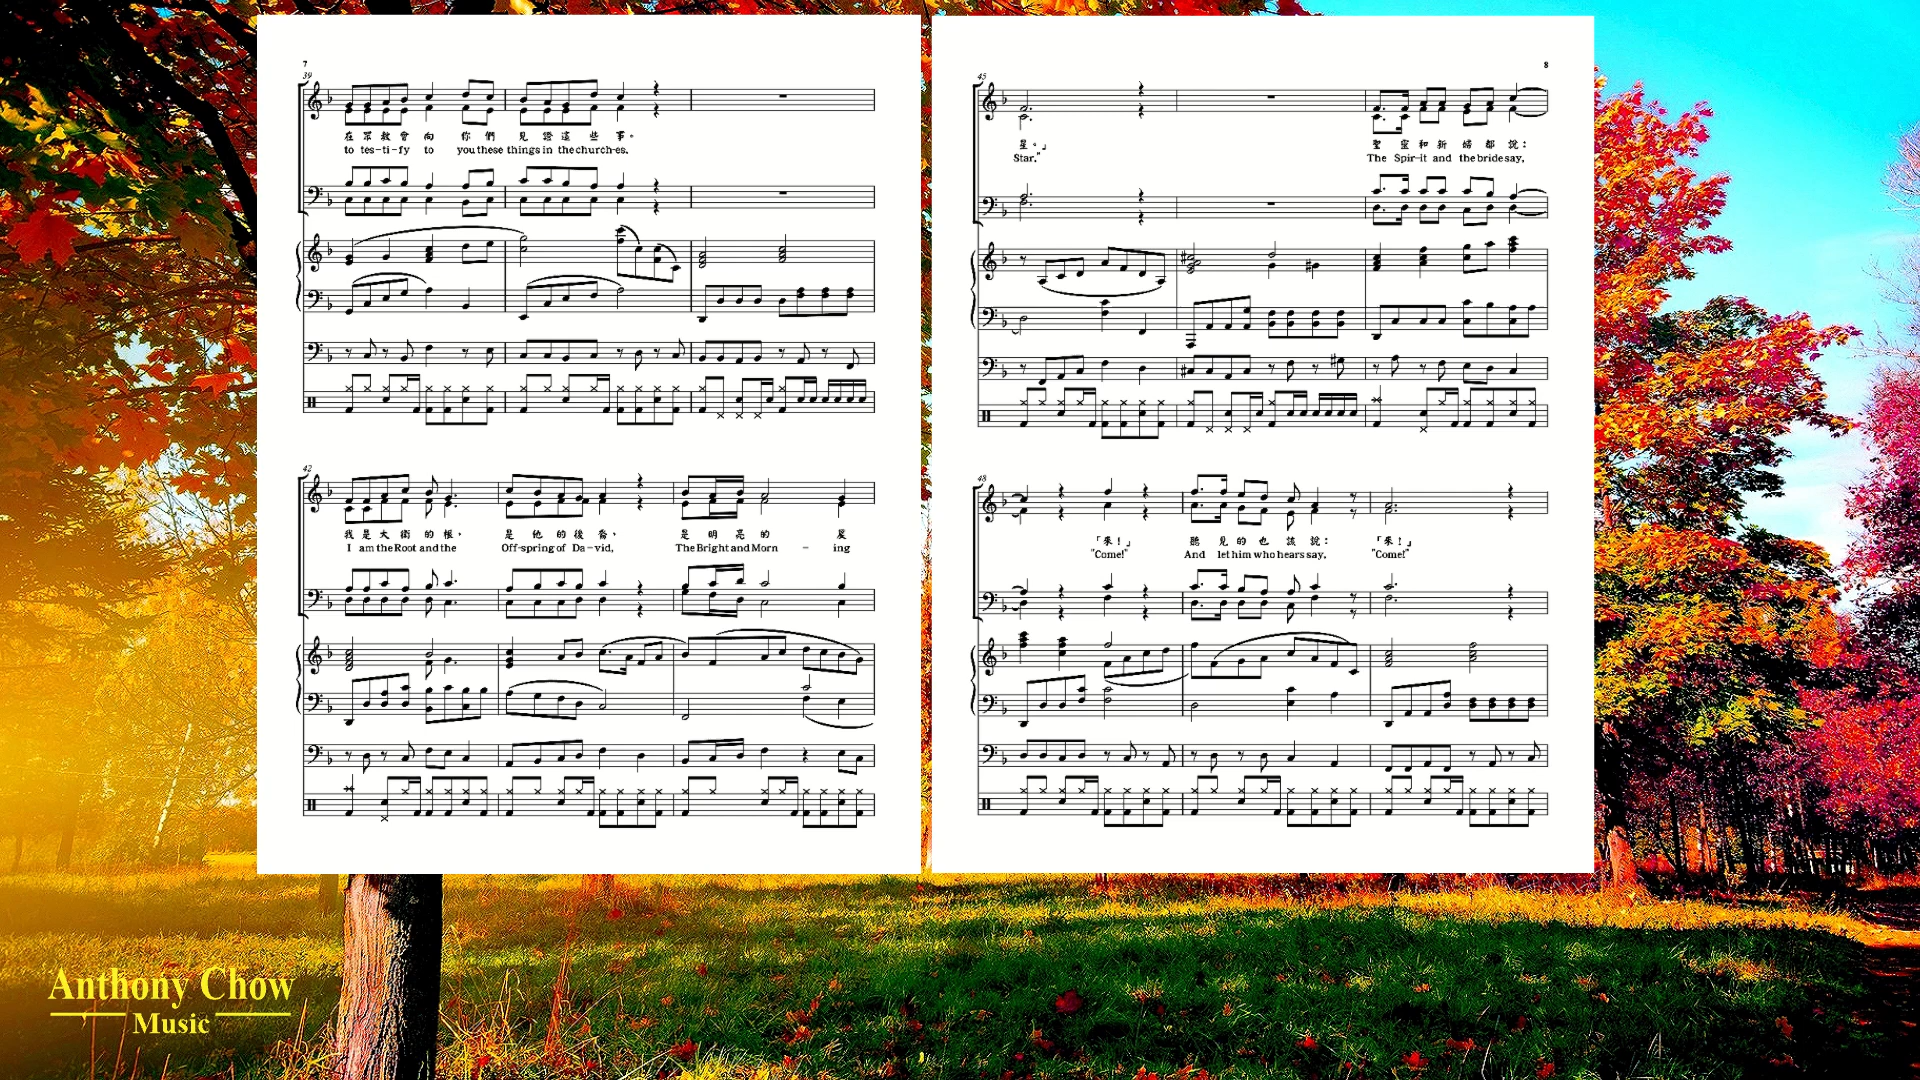 7
39
在眾教會向你們見證這些事。
to tes-ti-fy to you these things in the church-es.
42
我是大衛的根, 是他的後裔, 是明亮的 星
I am the Root and the Off-spring of Da-vid, The Bright and Morn - ing
8
45
星。」 聖靈和新婦都說:
Star." The Spir-it and the bride say,
48
「來!」 聽見的也該說: 「來!」
"Come!" And let him who hears say, "Come!"
Anthony Chow
Music